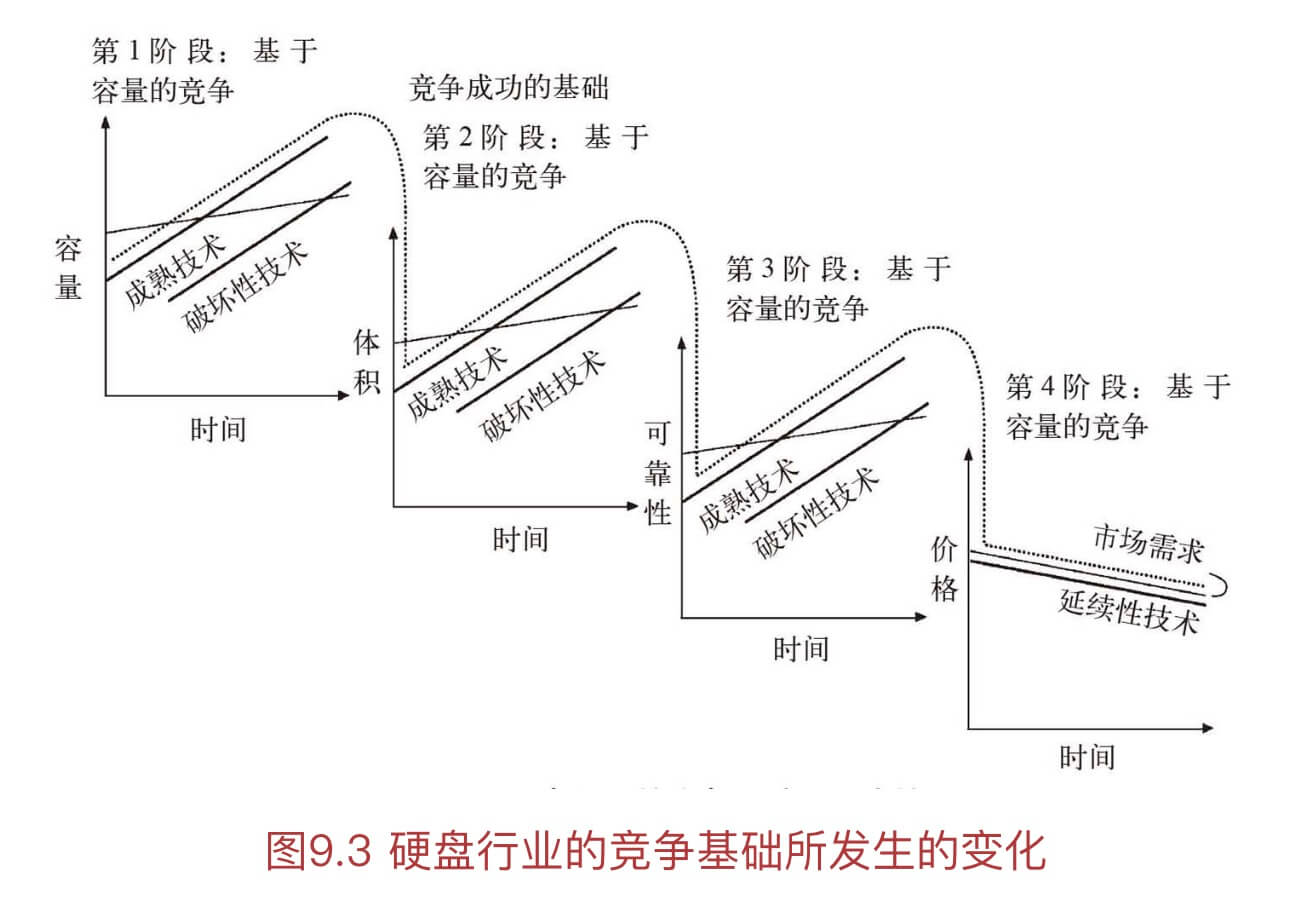 第1阶段：基于
容量的竞争
竞争成功的基础
第2阶段：基于
容量的竞争
容量
成熟技术
破坏性技术
时间
第3阶段：基于
容量的竞争
体积
成熟技术
破坏性技术
时间
第4阶段：基于
容量的竞争
可靠性
成熟技术
破坏性技术
时间
价格
市场需求
延续性技术
时间
图9.3 硬盘行业的竞争基础所发生的变化